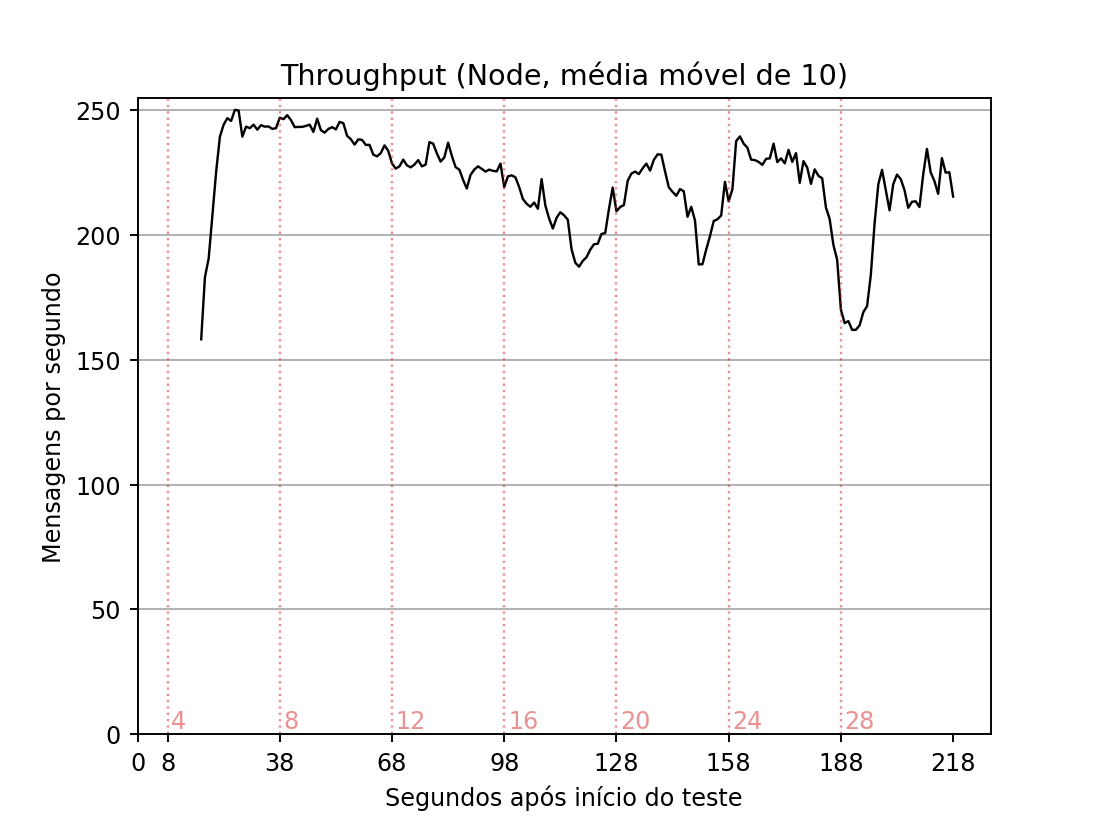 Throughput (Node, média móvel de 10)
Mensagens por segundo
250
200
150
100
50
0
4 8 12 16 20 24 28
0 8 38 68 98 128 158 188 218
Segundos após início do teste